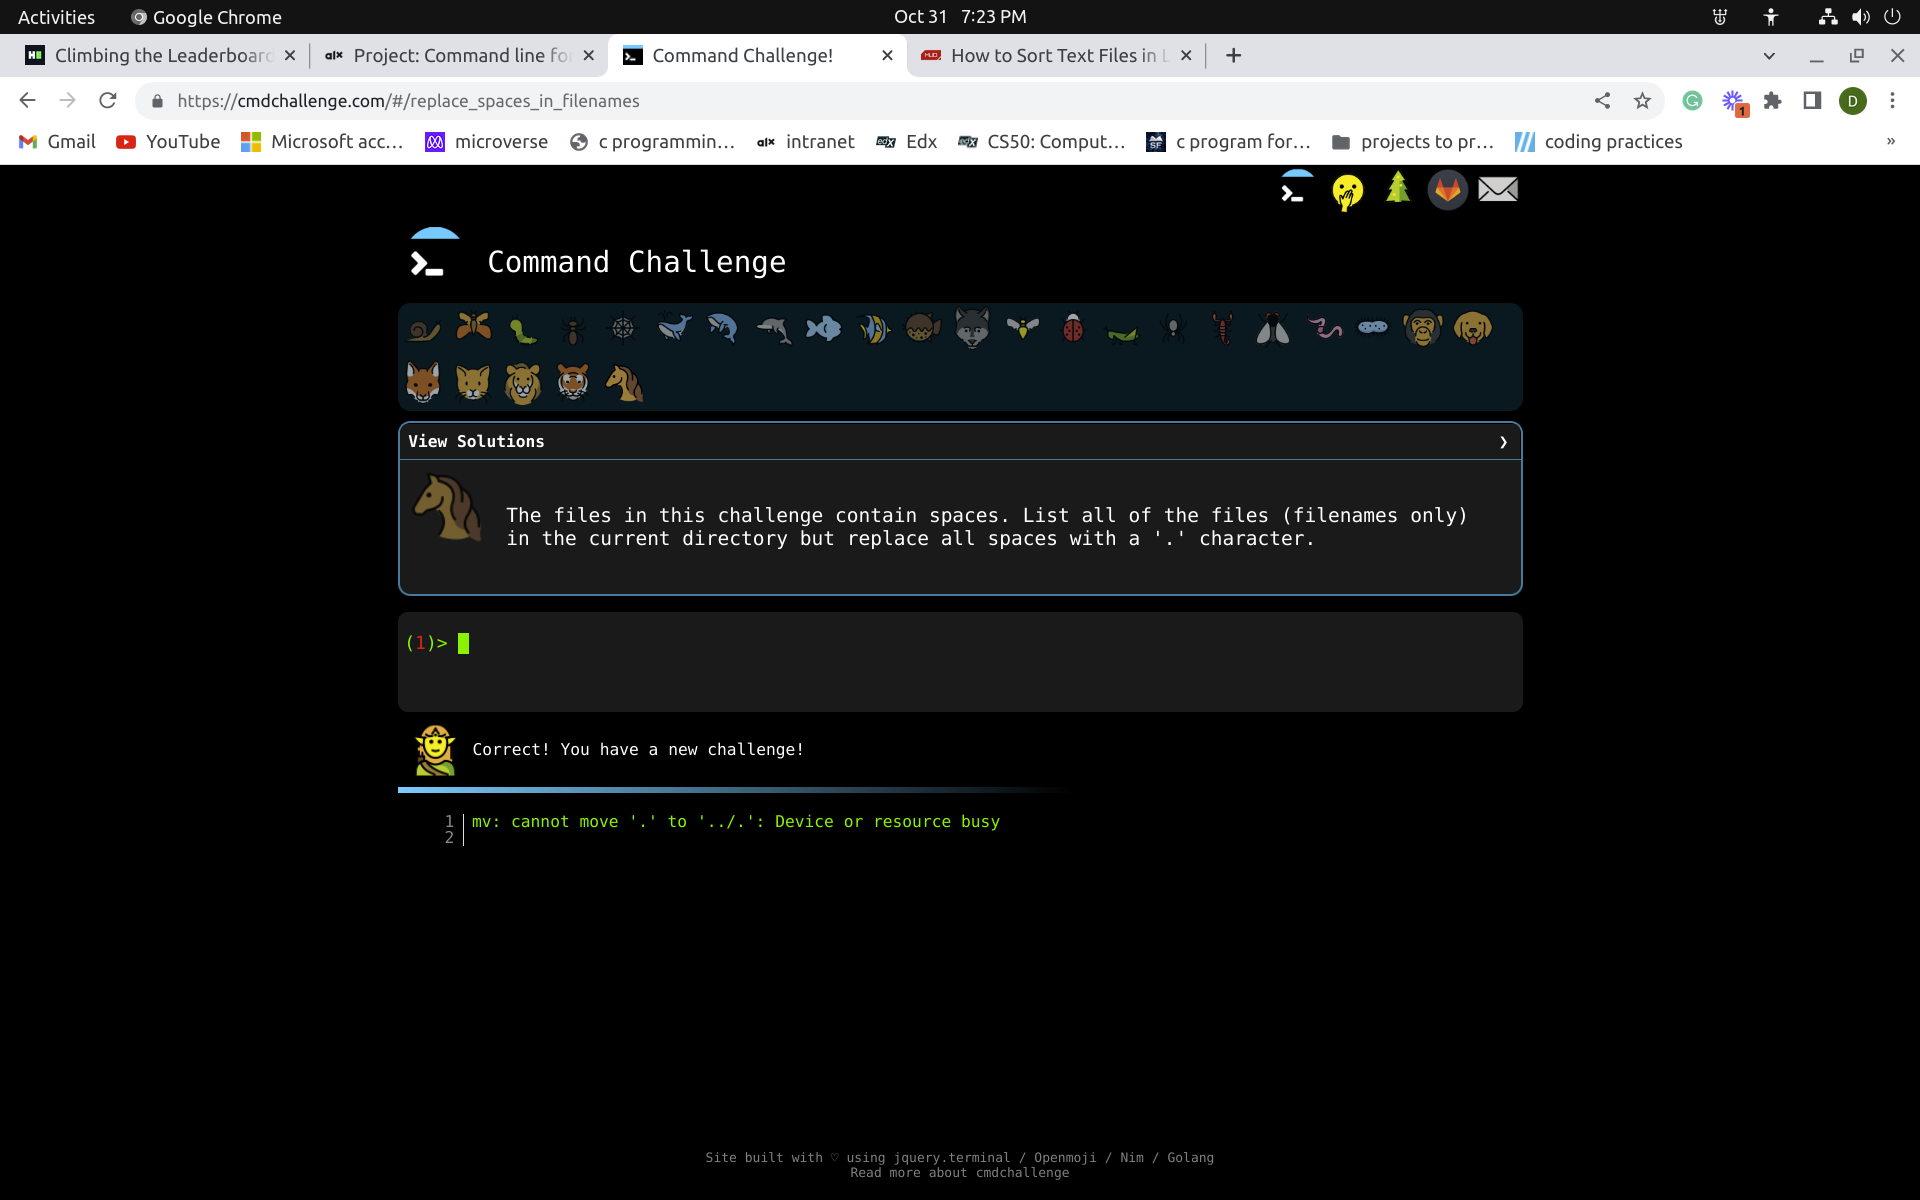 Activities
Google Chrome
Oct 31 7:23 PM
Climbing the Leaderboard
Project: Command line fo
Command Challenge!
How to Sort Text Files in L
https://cmdchallenge.com/#/replace_spaces_in_filenames
1
D
Gmail
YouTube
Microsoft acc...
microverse
c programmin...
alx intranet
edX Edx
CS50: Comput...
c program for...
projects to pr...
coding practices
»
Command Challenge
View Solutions
The files in this challenge contain spaces. List all of the files (filenames only)
in the current directory but replace all spaces with a '.' character.
(1)>
Correct! You have a new challenge!
1 mv: cannot move '.' to '../.': Device or resource busy
2
Site built with ♡ using jquery.terminal / Openmoji / Nim / Golang
Read more about cmdchallenge